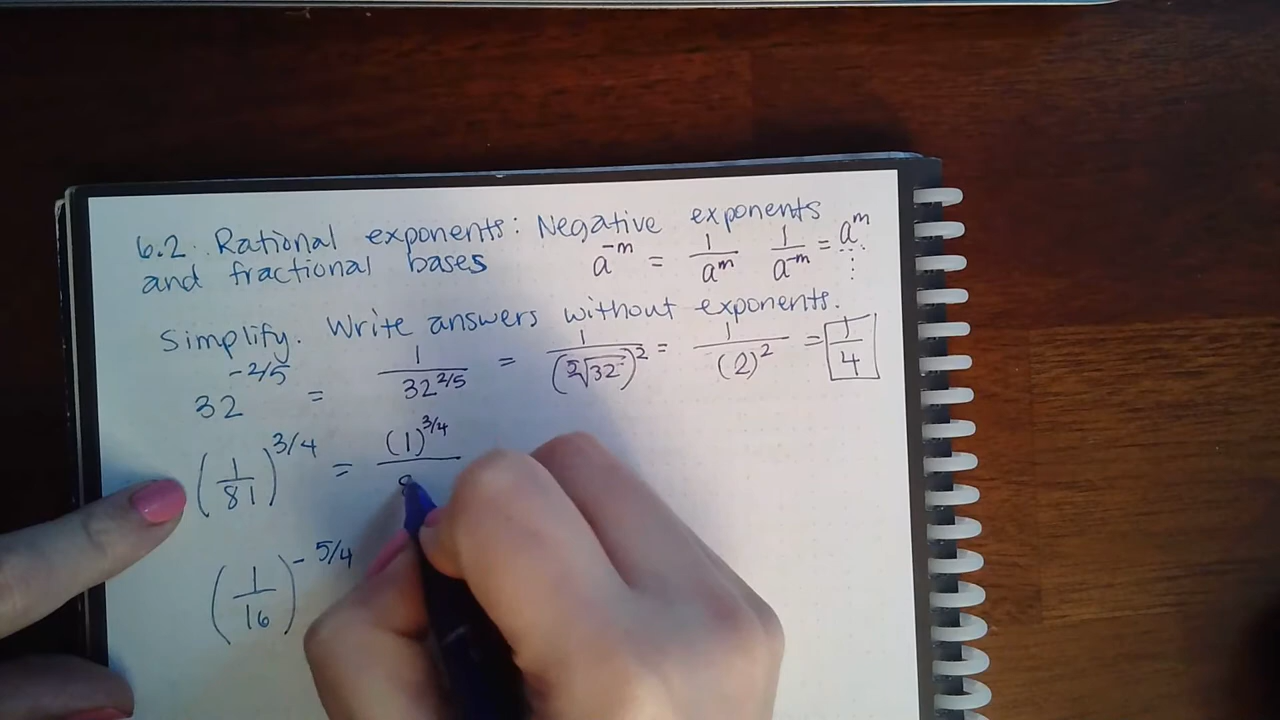 6.2. Rational exponents: Negative exponents
and fractional bases a^-m = 1/a^m 1/a^-m = a^m
Simplify. Write answers without exponents.
32^-2/5 = 1/32^2/5 = 1/(⁵√32)^2 = 1/(2)^2 = 1/4
(1/81)^3/4 = (1)^3/4
(1/16)^-5/4